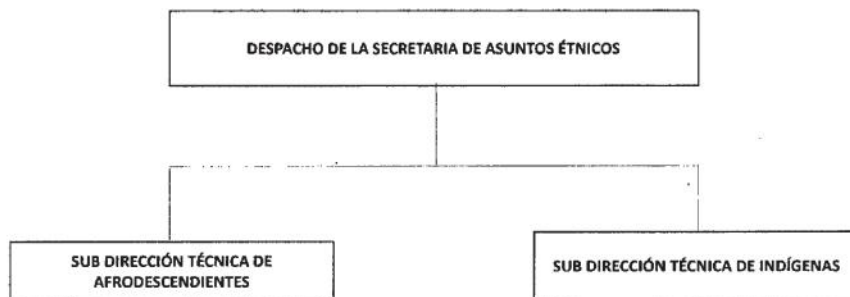 DESPACHO DE LA SECRETARIA DE ASUNTOS ÉTNICOS
SUB DIRECCIÓN TÉCNICA DE
AFRODESCENDIENTES
SUB DIRECCIÓN TÉCNICA DE INDÍGENAS